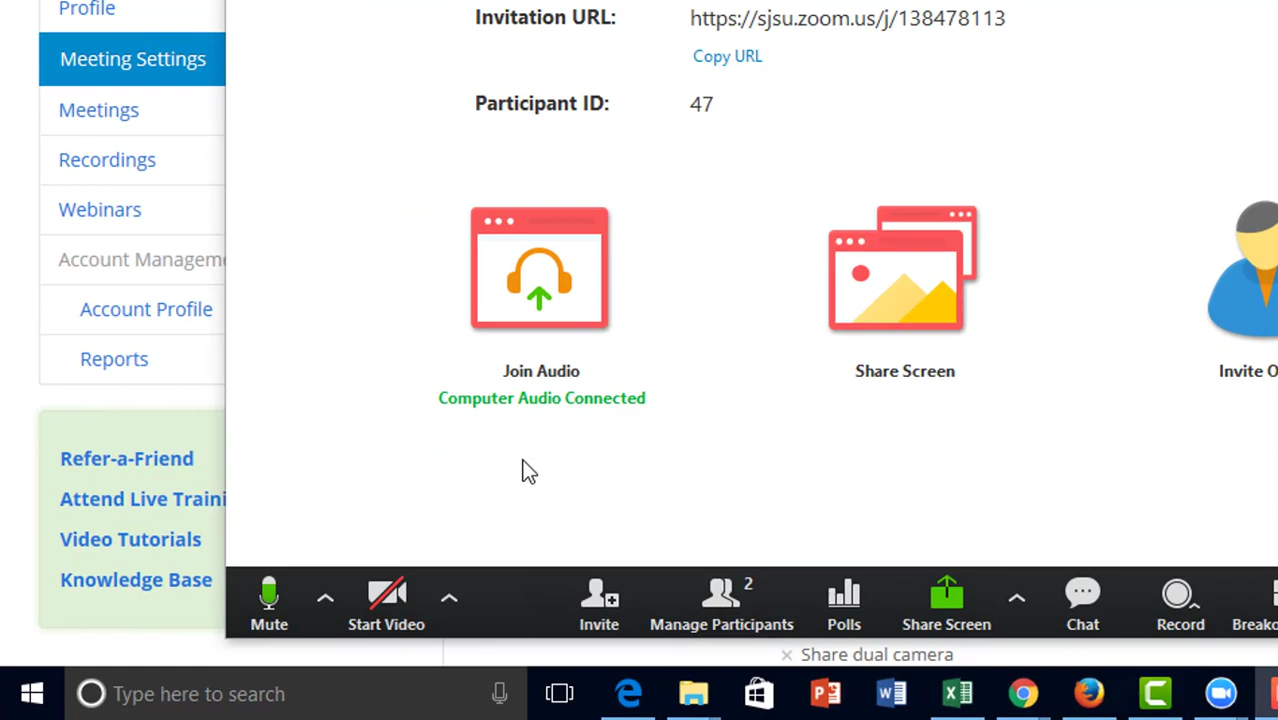 Profile
Meeting Settings
Meetings
Recordings
Webinars
Account Managem
Account Profile
Reports
Refer-a-Friend
Attend Live Traini
Video Tutorials
Knowledge Base
Invitation URL: https://sjsu.zoom.us/j/138478113
Copy URL
Participant ID: 47
Join Audio
Computer Audio Connected
Share Screen
Invite O
Mute
Start Video
Invite
2
Manage Participants
Polls
Share Screen
Chat
Record
Breako
× Share dual camera
Type here to search